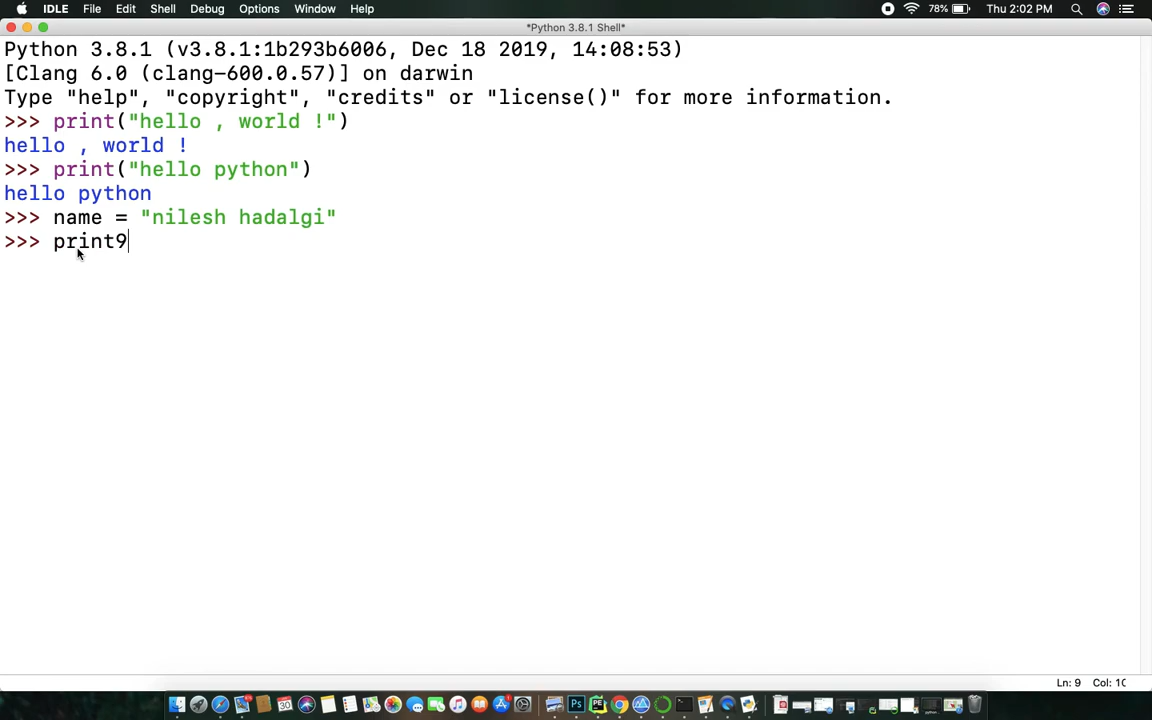 IDLE File Edit Shell Debug Options Window Help 78% Thu 2:02 PM
*Python 3.8.1 Shell*
Python 3.8.1 (v3.8.1:1b293b6006, Dec 18 2019, 14:08:53)
[Clang 6.0 (clang-600.0.57)] on darwin
Type "help", "copyright", "credits" or "license()" for more information.
>>> print("hello , world !")
hello , world !
>>> print("hello python")
hello python
>>> name = "nilesh hadalgi"
>>> print9
Ln: 9 Col: 10
30 Ps PC